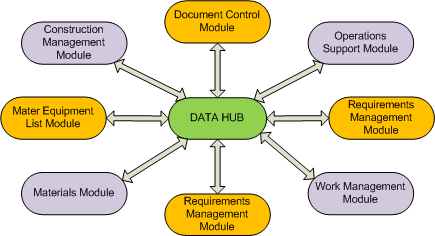 Document Control
Module
Construction
Management
Module
Operations
Support Module
Mater Equipment
List Module
DATA HUB
Requirements
Management
Module
Materials Module
Requirements
Management
Module
Work Management
Module